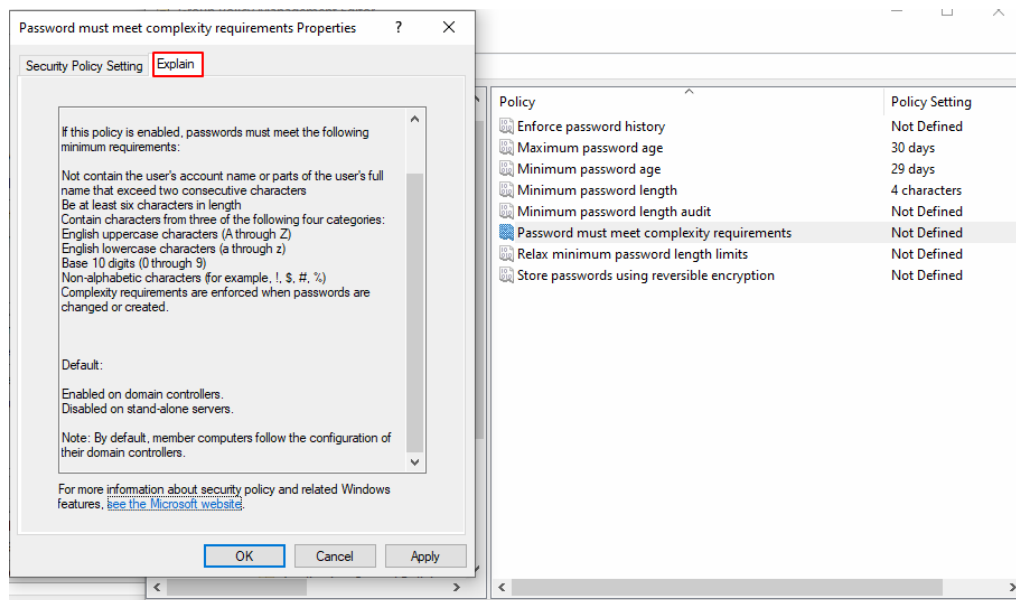 Password must meet complexity requirements Properties
Security Policy Setting
Explain
If this policy is enabled, passwords must meet the following
minimum requirements:
Not contain the user's account name or parts of the user's full
name that exceed two consecutive characters
Be at least six characters in length
Contain characters from three of the following four categories:
English uppercase characters (A through Z)
English lowercase characters (a through z)
Base 10 digits (0 through 9)
Non-alphabetic characters (for example, !, $, #, %)
Complexity requirements are enforced when passwords are
changed or created.
Default:
Enabled on domain controllers.
Disabled on stand-alone servers.
Note: By default, member computers follow the configuration of
their domain controllers.
For more information about security policy and related Windows
features, see the Microsoft website.
OK
Cancel
Apply
Policy
Policy Setting
Enforce password history
Not Defined
Maximum password age
30 days
Minimum password age
29 days
Minimum password length
4 characters
Minimum password length audit
Not Defined
Password must meet complexity requirements
Not Defined
Relax minimum password length limits
Not Defined
Store passwords using reversible encryption
Not Defined